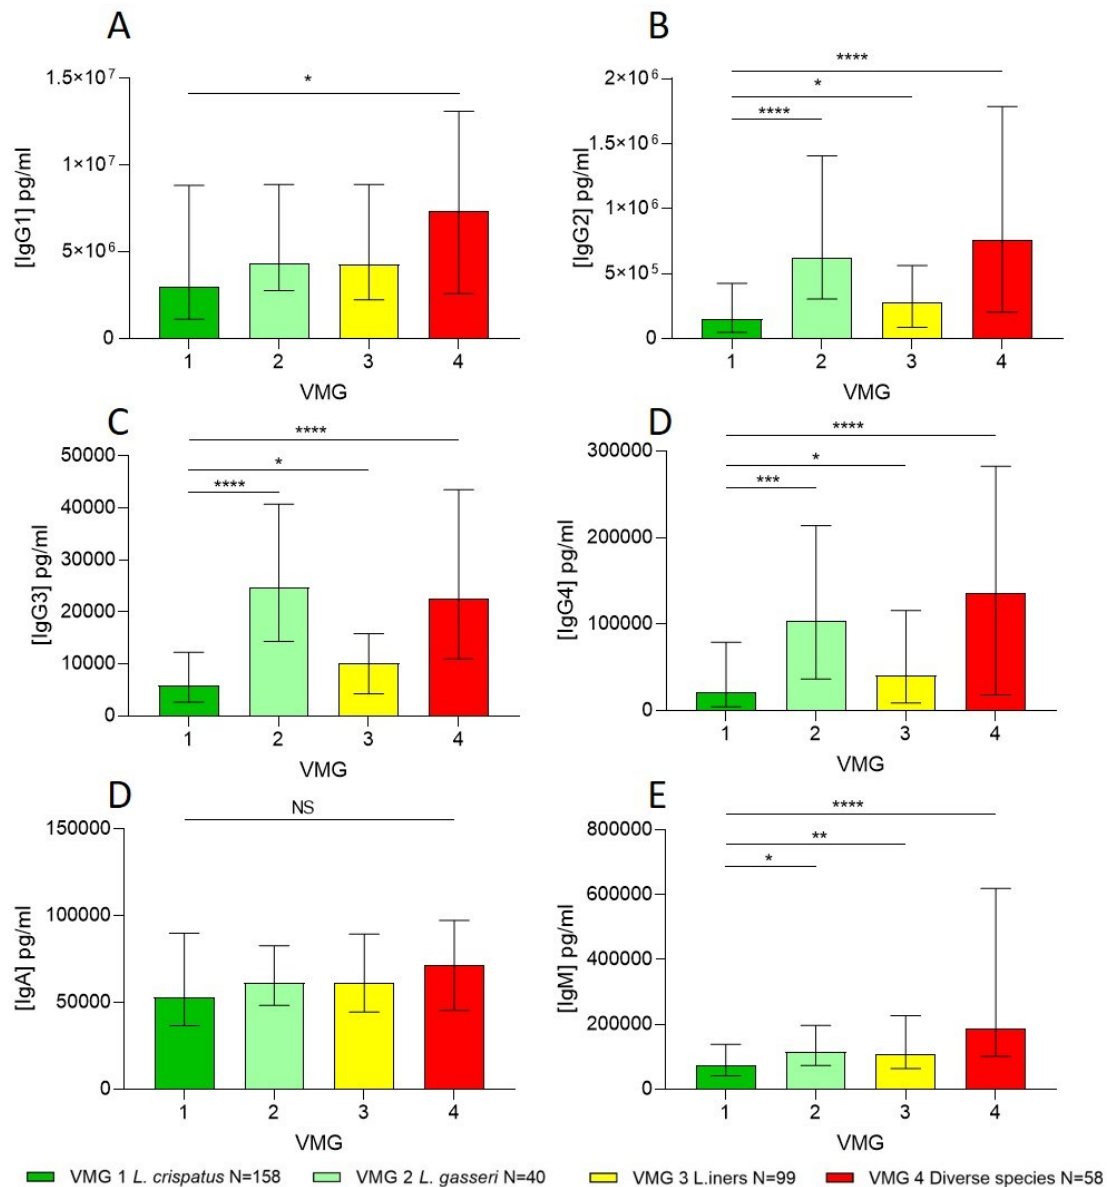 A
[IgG1] pg/ml
1.5×10⁷
1×10⁷
5×10⁶
0
*
1 2 3 4
VMG
B
[IgG2] pg/ml
2×10⁶
1.5×10⁶
1×10⁶
5×10⁵
0
****
*
****
1 2 3 4
VMG
C
[IgG3] pg/ml
50000
40000
30000
20000
10000
0
****
*
****
1 2 3 4
VMG
D
[IgG4] pg/ml
300000
200000
100000
0
****
*
***
1 2 3 4
VMG
D
[IgA] pg/ml
150000
100000
50000
0
NS
1 2 3 4
VMG
E
[IgM] pg/ml
800000
600000
400000
200000
0
****
**
*
1 2 3 4
VMG
VMG 1 L. crispatus N=158 VMG 2 L. gasseri N=40 VMG 3 L.iners N=99 VMG 4 Diverse species N=58